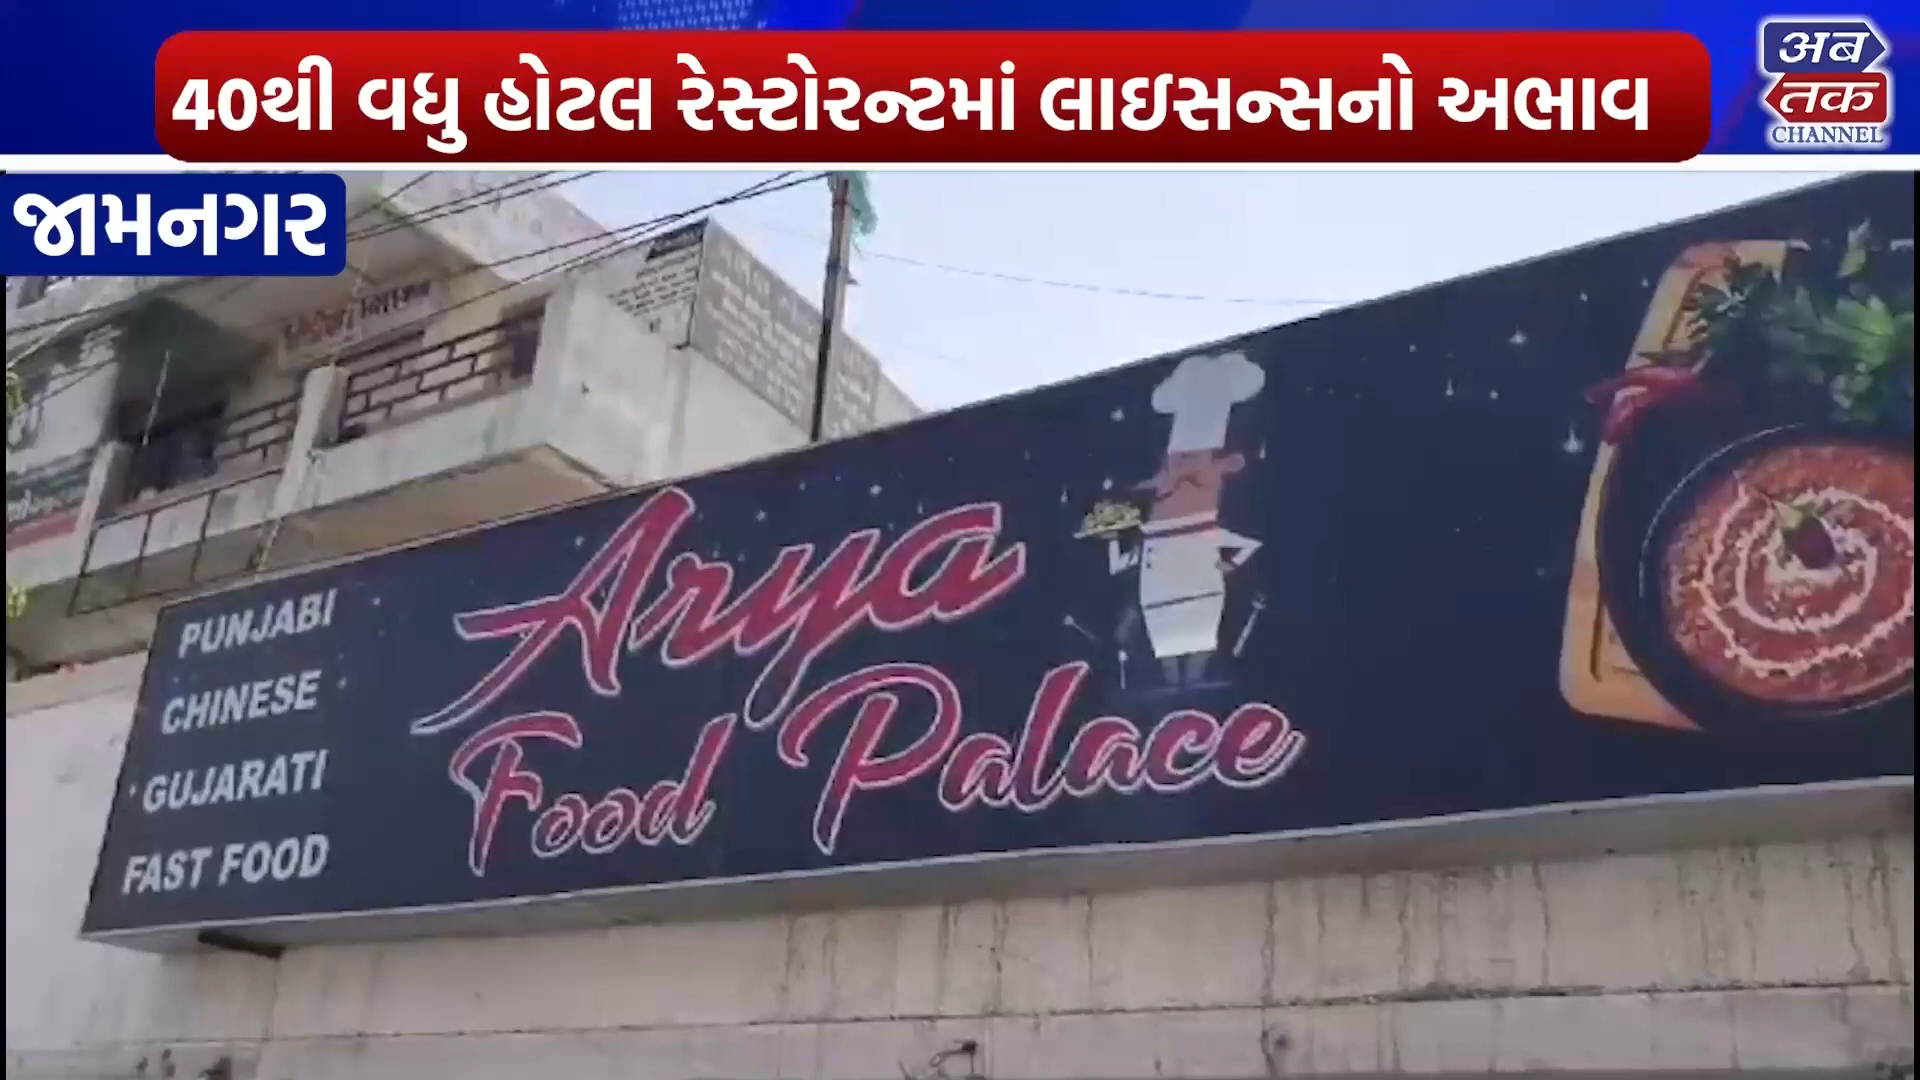 40થી વધુ હોટલ રેસ્ટોરન્ટમાં લાઇસન્સનો અભાવ
अब
तक
CHANNEL
જામનગર
PUNJABI
CHINESE
GUJARATI
FAST FOOD
Arya
Food Palace